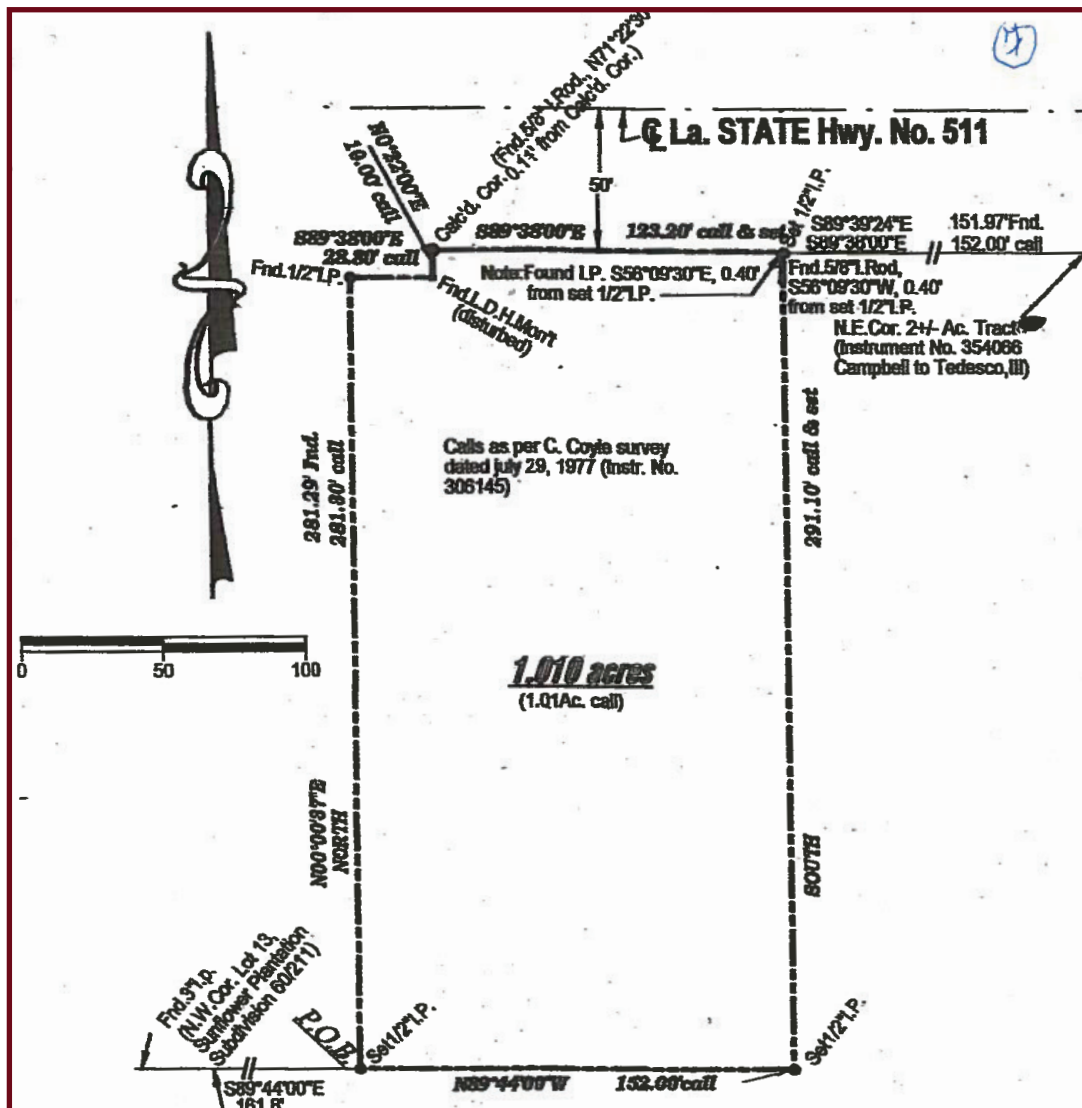 (Fnd.5/8" I.Rod., N71°22'30"
0.11' from Calc'd. Cor.)
Calc'd. Cor.
₵ La. STATE Hwy. No. 511
N0°22'00"E
10.00' call
50'
Set 1/2"I.P.
S89°38'00"E
28.80' call
S89°38'00"E 123.20' call & set
S89°39'24"E 151.97'Fnd.
S89°38'00"E 152.00' call
Fnd.1/2"I.P.
Fnd.L.D.H.Mon't
(disturbed)
Note:Found I.P. S56°09'30"E, 0.40'
from set 1/2"I.P.
Fnd.5/8"I.Rod,
S56°09'30"W, 0.40'
from set 1/2"I.P.
N.E.Cor. 2+/- Ac. Tract
(Instrument No. 354066
Campbell to Tedesco,III)
Calls as per C. Coyle survey
dated july 29, 1977 (Instr. No.
306145)
281.29' Fnd.
281.80' call
291.10' call & set
0 50 100
1.010 acres
(1.01Ac. call)
N00°00'37"E
NORTH
SOUTH
Fnd.3"I.p.
(N.W.Cor. Lot 13,
Sunflower Plantation
Subdivision 60/211)
P.O.B.
Set1/2"I.P.
Set1/2"I.P.
S89°44'00"E
161.8'
N89°44'00"W 152.00'call